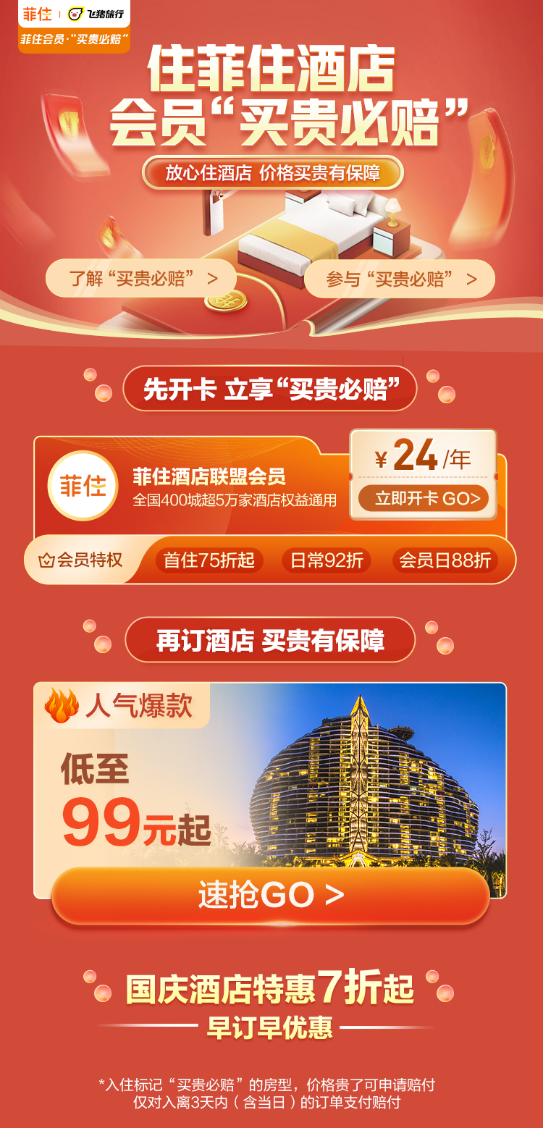 菲住 飞猪旅行
菲住会员·“买贵必赔”
住菲住酒店
会员“买贵必赔”
放心住酒店 价格买贵有保障
了解“买贵必赔” >
参与“买贵必赔” >
先开卡 立享“买贵必赔”
菲住
菲住酒店联盟会员
全国400城超5万家酒店权益通用
￥24/年
立即开卡 GO>
会员特权 首住75折起 日常92折 会员日88折
再订酒店 买贵有保障
人气爆款
低至
99元起
速抢GO >
国庆酒店特惠7折起
早订早优惠
*入住标记“买贵必赔”的房型，价格贵了可申请赔付
仅对入离3天内（含当日）的订单支付赔付